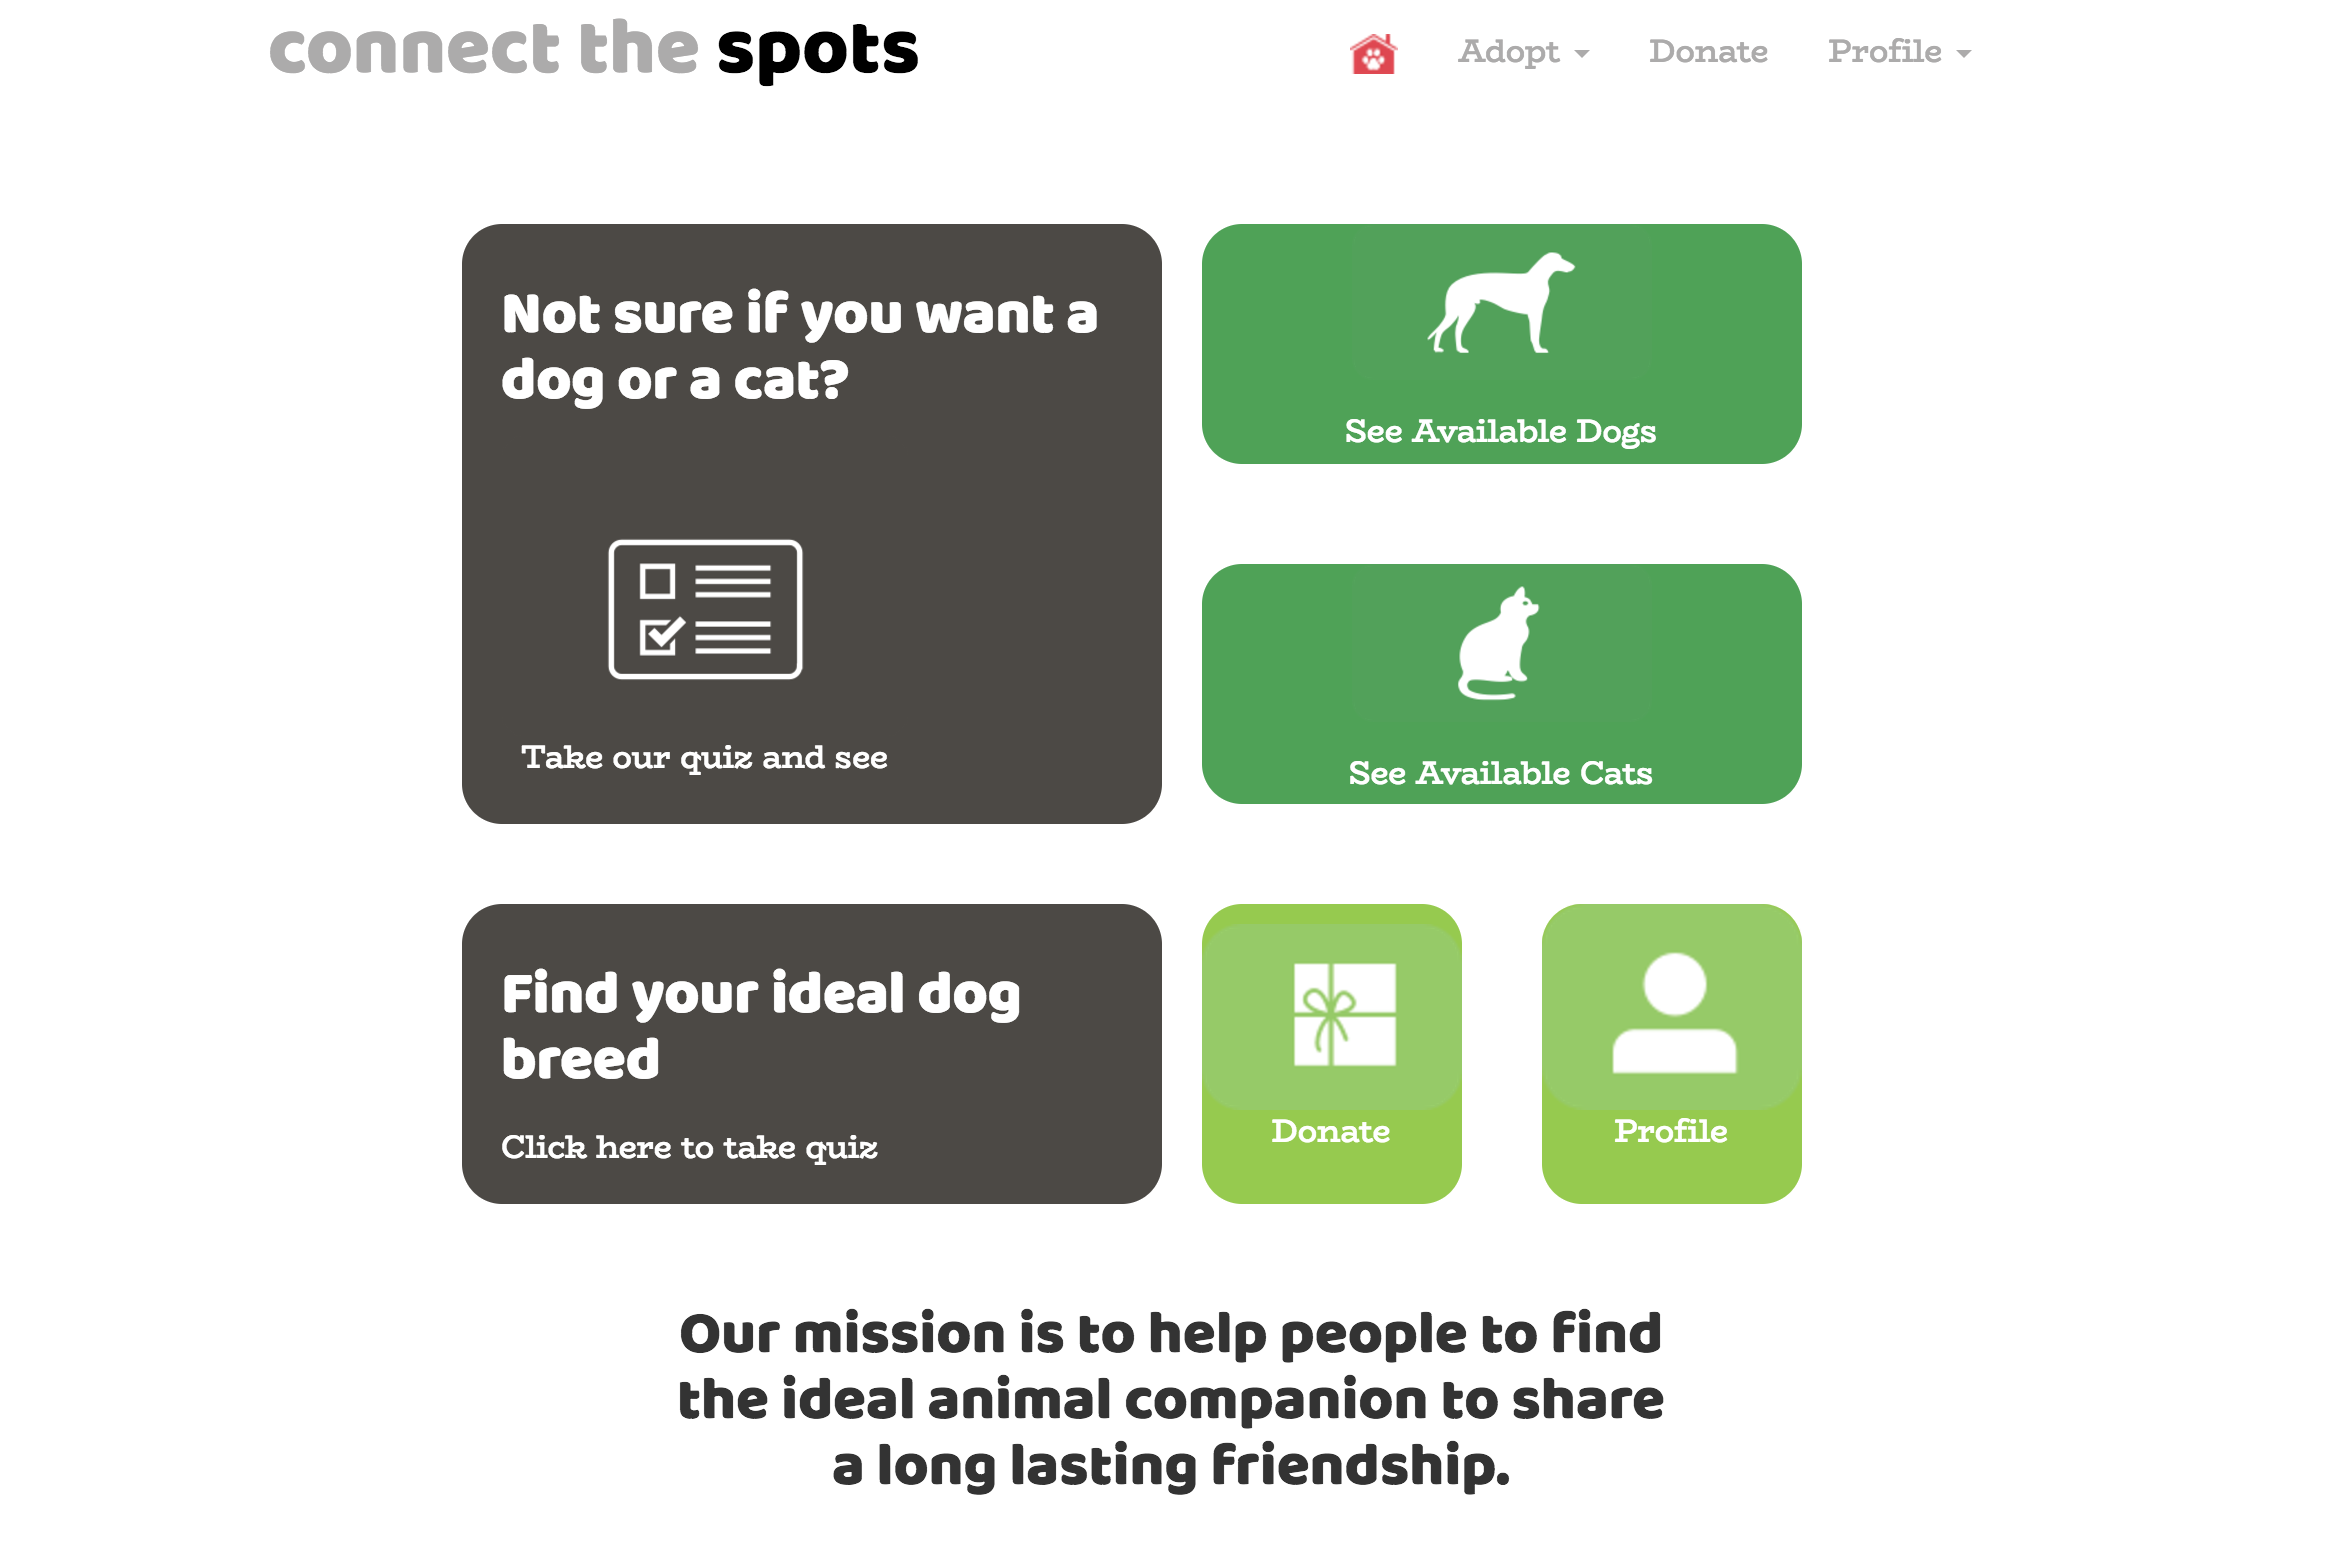 connect the spots
Adopt
Donate
Profile
Not sure if you want a
dog or a cat?
Take our quiz and see
See Available Dogs
See Available Cats
Find your ideal dog
breed
Click here to take quiz
Donate
Profile
Our mission is to help people to find
the ideal animal companion to share
a long lasting friendship.